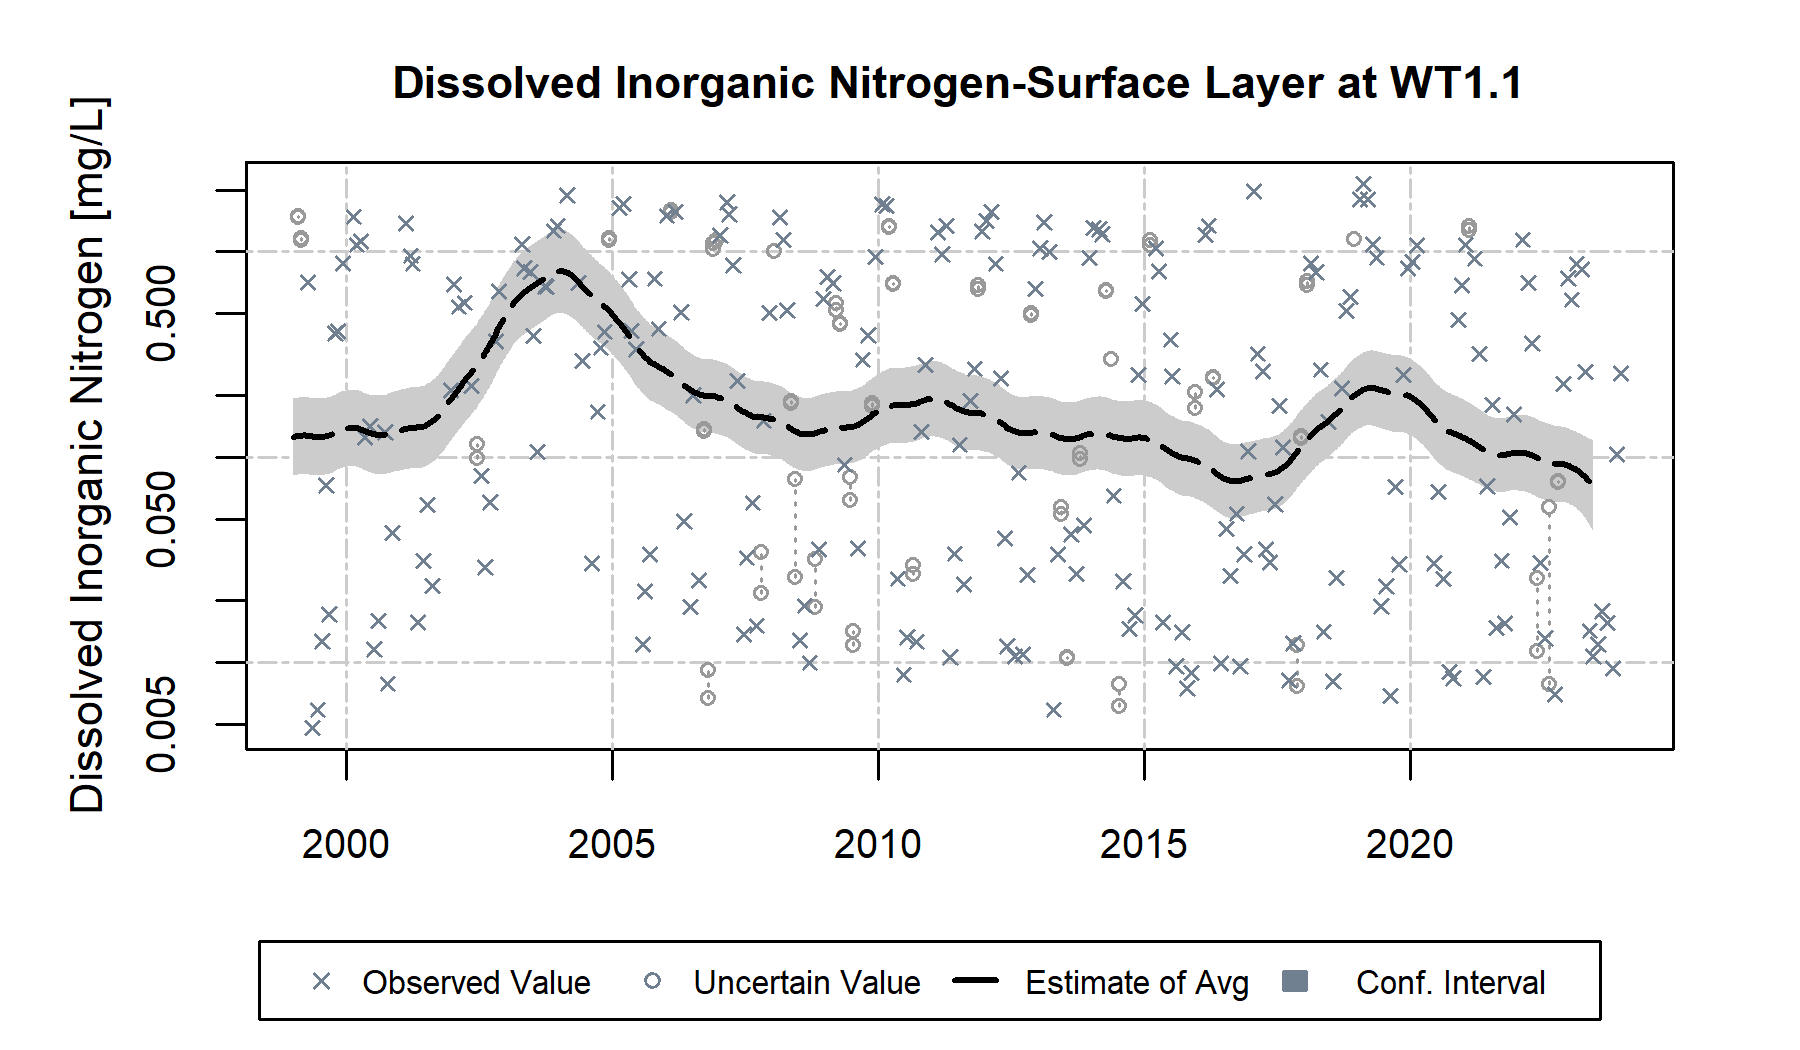 Dissolved Inorganic Nitrogen-Surface Layer at WT1.1
Dissolved Inorganic Nitrogen [mg/L]
0.500
0.050
0.005
2000 2005 2010 2015 2020
Observed Value Uncertain Value Estimate of Avg Conf. Interval